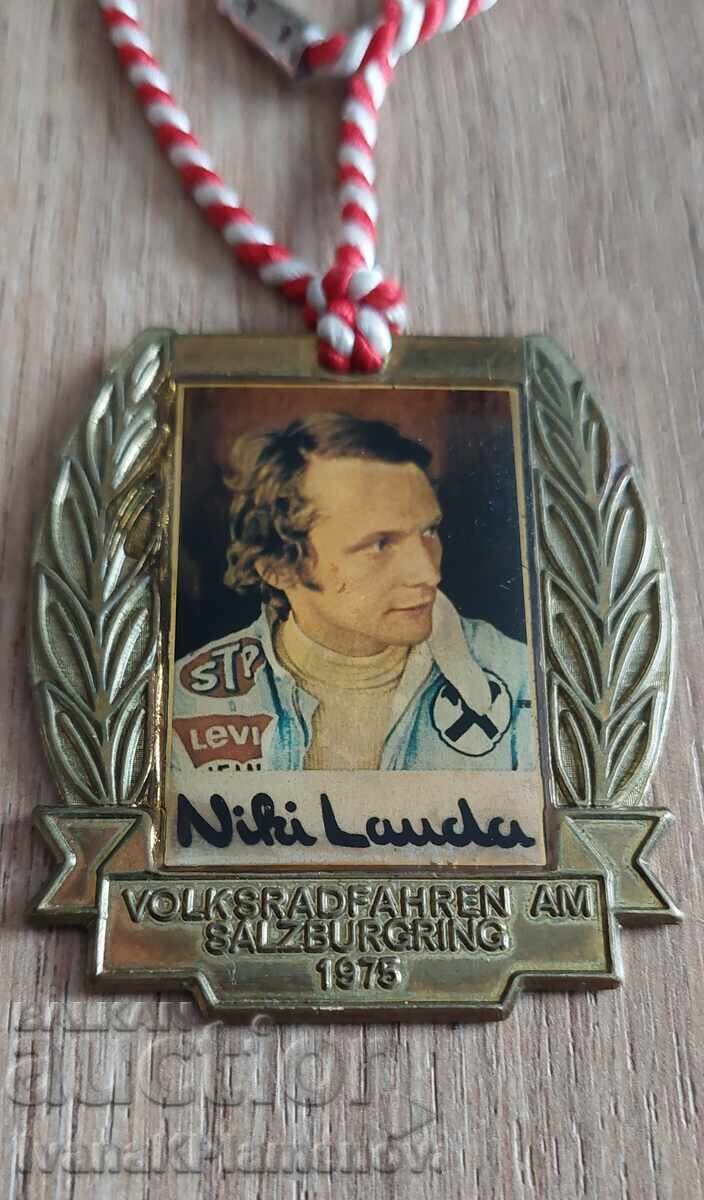 STP
LEVI
Niki Lauda
VOLKSRADFAHREN AM
SALZBURGRING
1975
BALKAN
auction